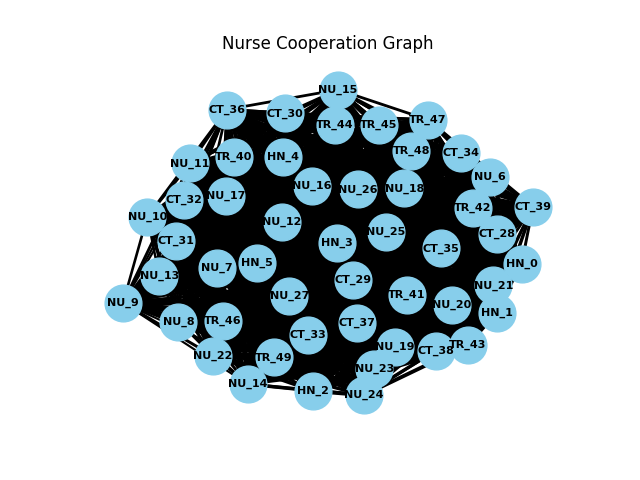 Nurse Cooperation Graph
NU_15
CT_36
CT_30
TR_44
TR_45
TR_47
NU_11
TR_40
HN_4
TR_48
CT_34
CT_32
NU_17
NU_16
NU_26
NU_18
NU_6
NU_10
NU_12
TR_42
CT_39
CT_31
HN_3
NU_25
CT_35
CT_28
NU_13
NU_7
HN_5
CT_29
HN_0
NU_9
NU_27
TR_41
NU_20
NU_21
NU_8
TR_46
CT_33
CT_37
HN_1
NU_22
TR_49
NU_19
CT_38
TR_43
NU_14
HN_2
NU_23
NU_24